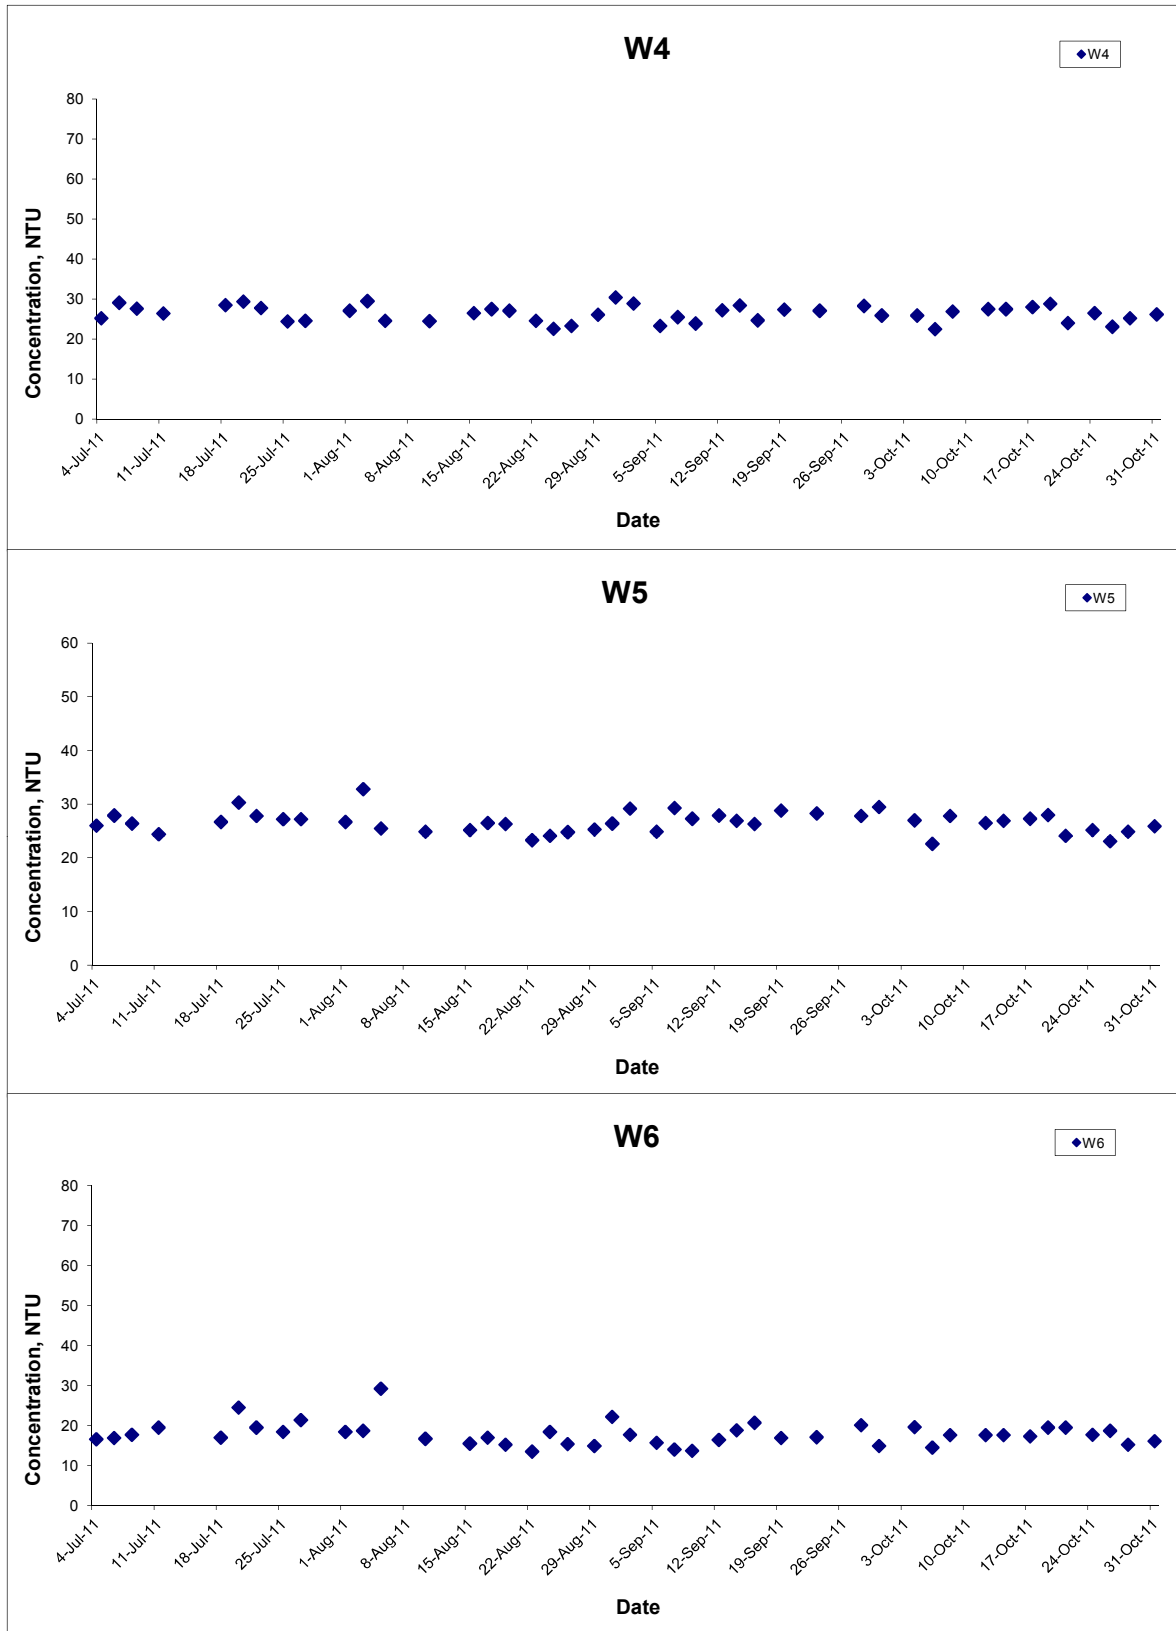 W4
W4
80
70
60
50
40
30
20
10
0
Concentration, NTU
4-Jul-11
11-Jul-11
18-Jul-11
25-Jul-11
1-Aug-11
8-Aug-11
15-Aug-11
22-Aug-11
29-Aug-11
5-Sep-11
12-Sep-11
19-Sep-11
26-Sep-11
3-Oct-11
10-Oct-11
17-Oct-11
24-Oct-11
31-Oct-11
Date
W5
W5
60
50
40
30
20
10
0
Concentration, NTU
4-Jul-11
11-Jul-11
18-Jul-11
25-Jul-11
1-Aug-11
8-Aug-11
15-Aug-11
22-Aug-11
29-Aug-11
5-Sep-11
12-Sep-11
19-Sep-11
26-Sep-11
3-Oct-11
10-Oct-11
17-Oct-11
24-Oct-11
31-Oct-11
Date
W6
W6
80
70
60
50
40
30
20
10
0
Concentration, NTU
4-Jul-11
11-Jul-11
18-Jul-11
25-Jul-11
1-Aug-11
8-Aug-11
15-Aug-11
22-Aug-11
29-Aug-11
5-Sep-11
12-Sep-11
19-Sep-11
26-Sep-11
3-Oct-11
10-Oct-11
17-Oct-11
24-Oct-11
31-Oct-11
Date